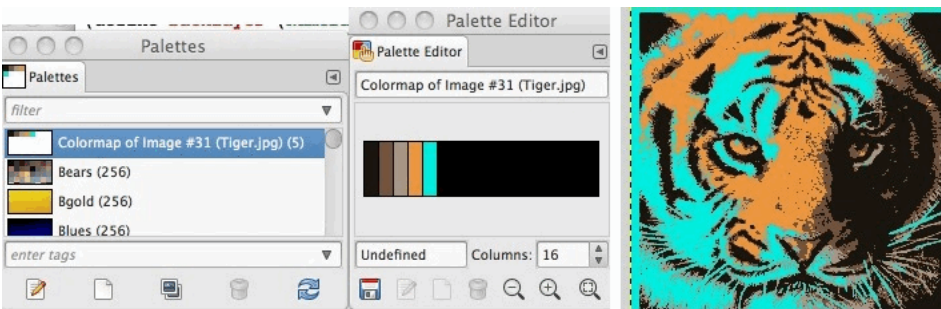 Palettes
Palettes
filter
Colormap of Image #31 (Tiger.jpg) (5)
Bears (256)
Bgold (256)
Blues (256)
enter tags
Palette Editor
Palette Editor
Colormap of Image #31 (Tiger.jpg)
Undefined
Columns: 16